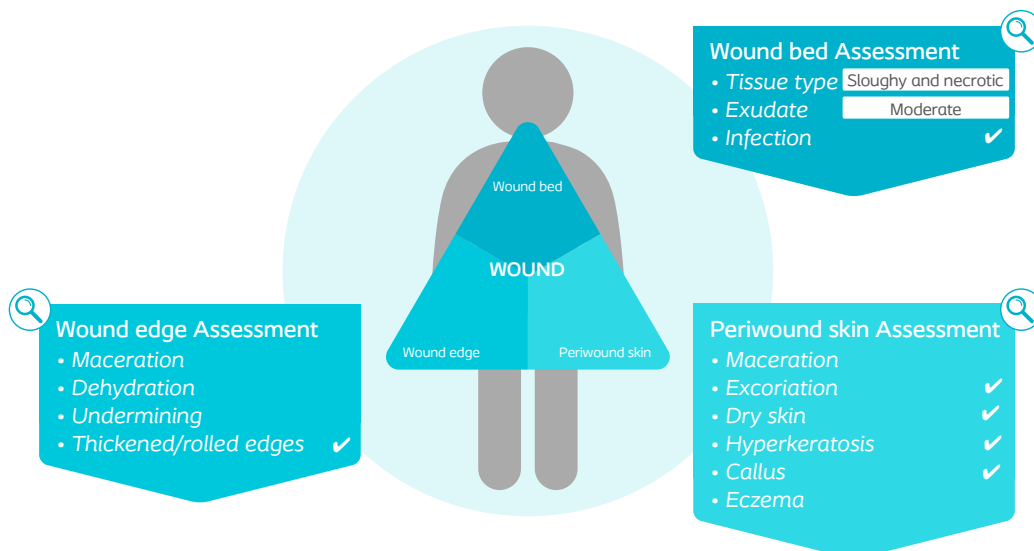 Wound bed Assessment
• Tissue type Sloughy and necrotic
• Exudate Moderate
• Infection ✔
Wound bed
WOUND
Wound edge
Periwound skin
Wound edge Assessment
• Maceration
• Dehydration
• Undermining
• Thickened/rolled edges ✔
Periwound skin Assessment
• Maceration
• Excoriation ✔
• Dry skin ✔
• Hyperkeratosis ✔
• Callus ✔
• Eczema